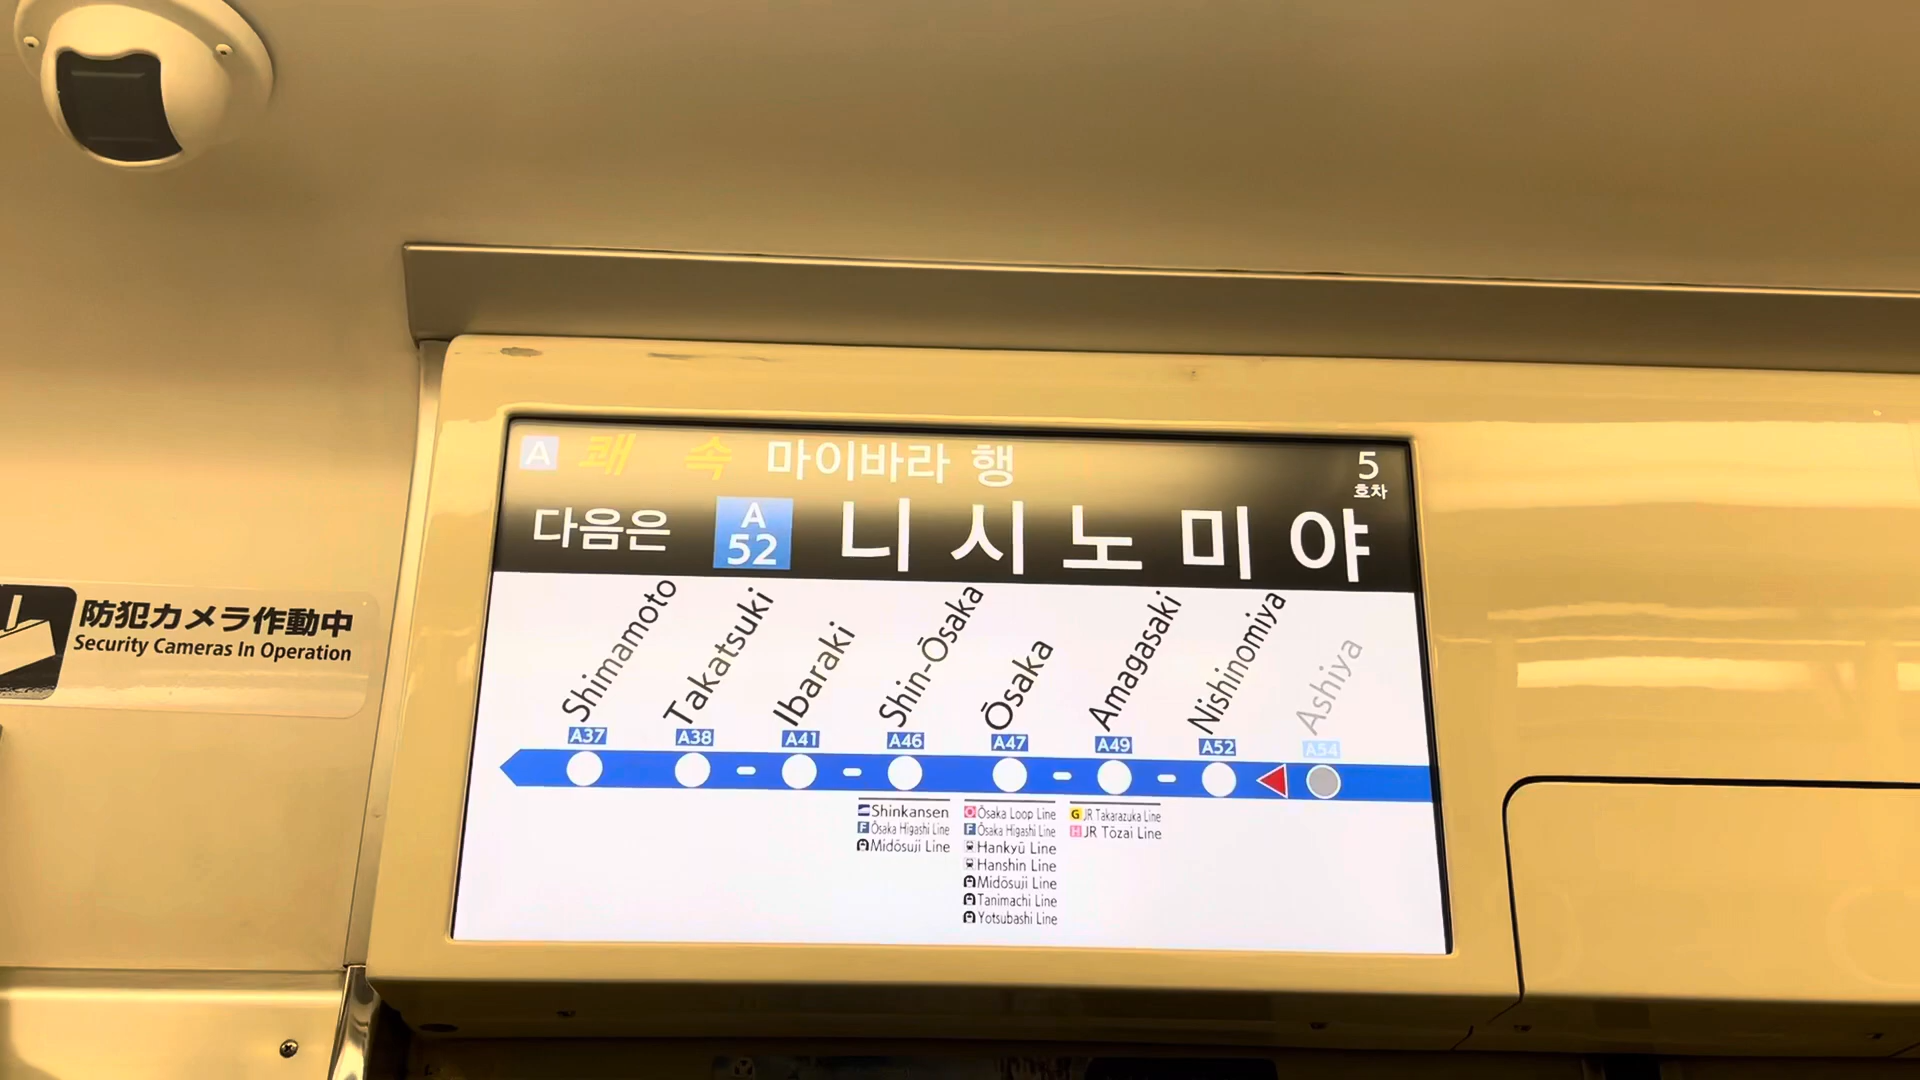 A 쾌 속 마이바라 행
5
호차
다음은 A 52 니시노미야
Shimamoto
Takatsuki
Ibaraki
Shin-Ōsaka
Ōsaka
Amagasaki
Nishinomiya
Ashiya
A37 A38 A41 A46 A47 A49 A52 A54
Shinkansen
F Ōsaka Higashi Line
Midōsuji Line
O Ōsaka Loop Line
F Ōsaka Higashi Line
Hankyū Line
Hanshin Line
Midōsuji Line
Tanimachi Line
Yotsubashi Line
G JR Takarazuka Line
H JR Tōzai Line
防犯カメラ作動中
Security Cameras In Operation